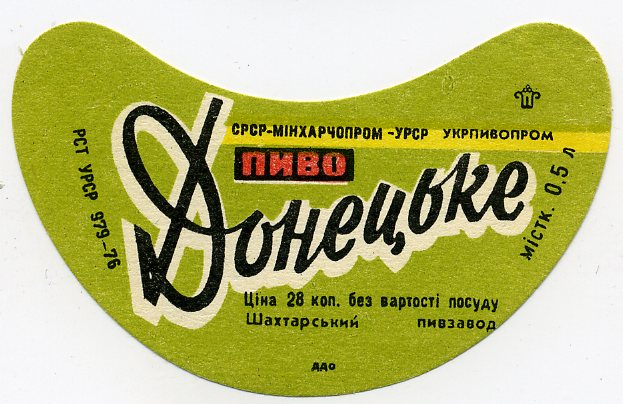 СРСР-МІНХАРЧОПРОМ-УРСР УКРПИВОПРОМ
ПИВО
Донецьке
РСТ УРСР 979-76
містк. 0,5 л
Ціна 28 коп. без вартості посуду
Шахтарський пивзавод
ДДО